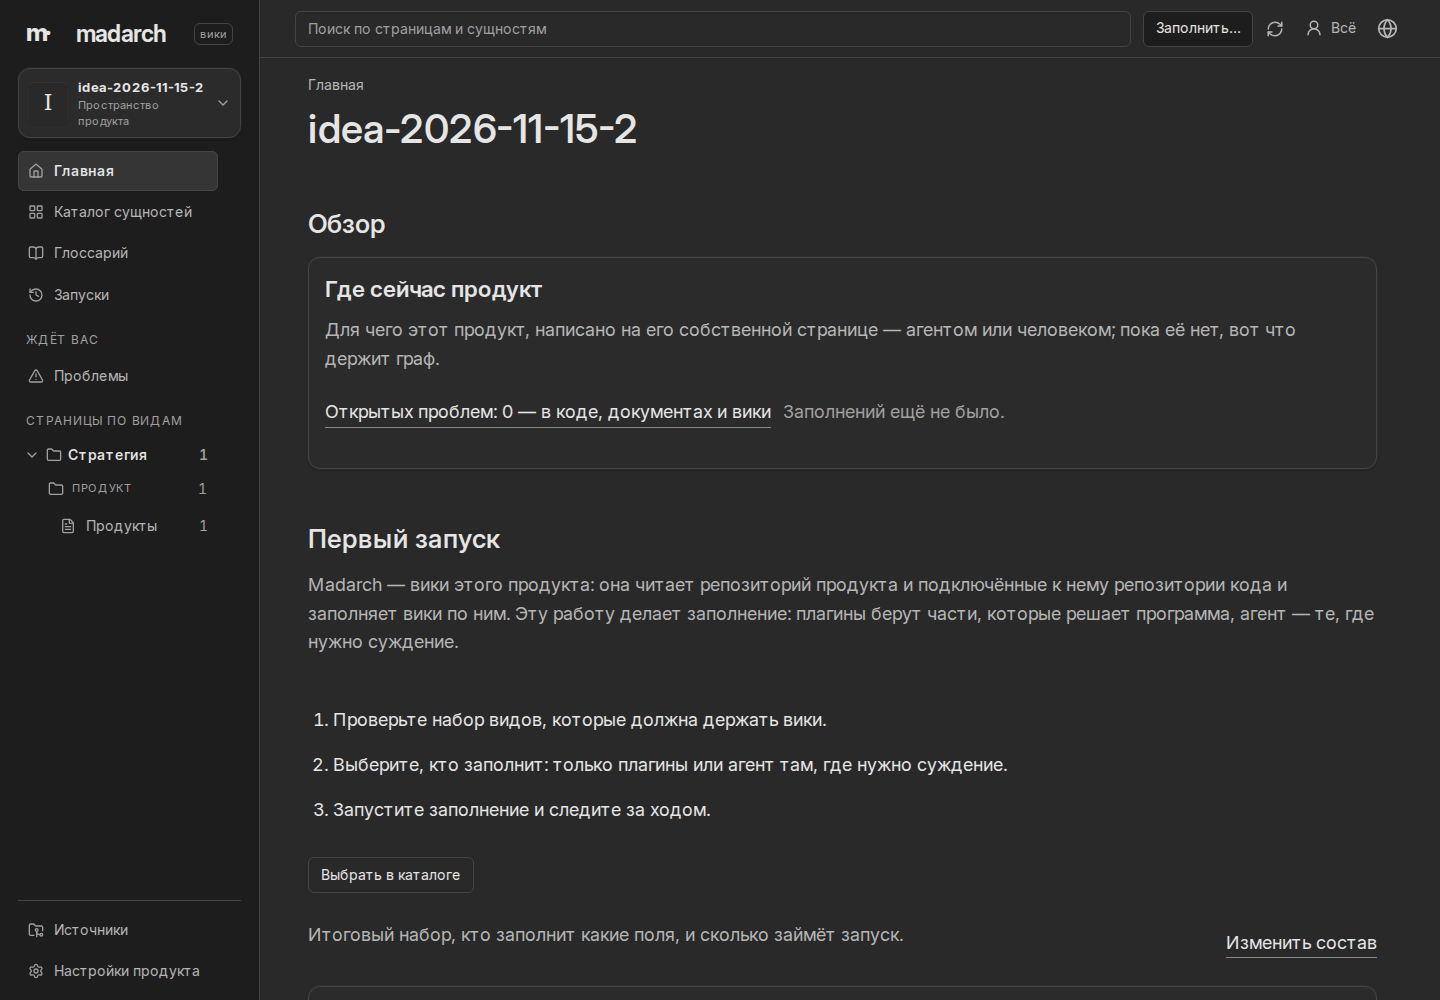 m madarch вики
Поиск по страницам и сущностям
Заполнить...
Всё
I
idea-2026-11-15-2
Пространство
продукта
Главная
Каталог сущностей
Глоссарий
Запуски
ЖДЁТ ВАС
Проблемы
СТРАНИЦЫ ПО ВИДАМ
Стратегия 1
ПРОДУКТ 1
Продукты 1
Источники
Настройки продукта
Главная
idea-2026-11-15-2
Обзор
Где сейчас продукт
Для чего этот продукт, написано на его собственной странице — агентом или человеком; пока её нет, вот что
держит граф.
Открытых проблем: 0 — в коде, документах и вики Заполнений ещё не было.
Первый запуск
Madarch — вики этого продукта: она читает репозиторий продукта и подключённые к нему репозитории кода и
заполняет вики по ним. Эту работу делает заполнение: плагины берут части, которые решает программа, агент — те, где
нужно суждение.
1. Проверьте набор видов, которые должна держать вики.
2. Выберите, кто заполнит: только плагины или агент там, где нужно суждение.
3. Запустите заполнение и следите за ходом.
Выбрать в каталоге
Итоговый набор, кто заполнит какие поля, и сколько займёт запуск.
Изменить состав